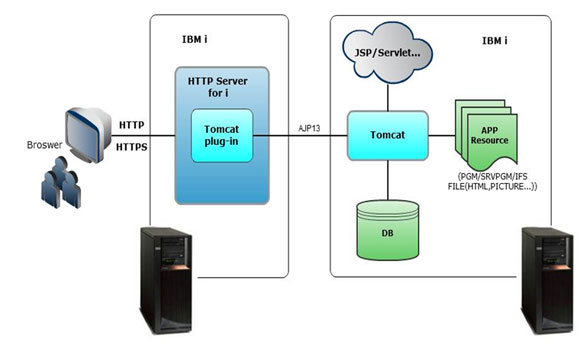 IBM i
HTTP Server
for i
Tomcat
plug-in
Broswer
HTTP
HTTPS
AJP13
IBM i
JSP/Servlet...
Tomcat
APP
Resource
(PGM/SRVPGM/IFS
FILE(HTML,PICTURE...))
DB